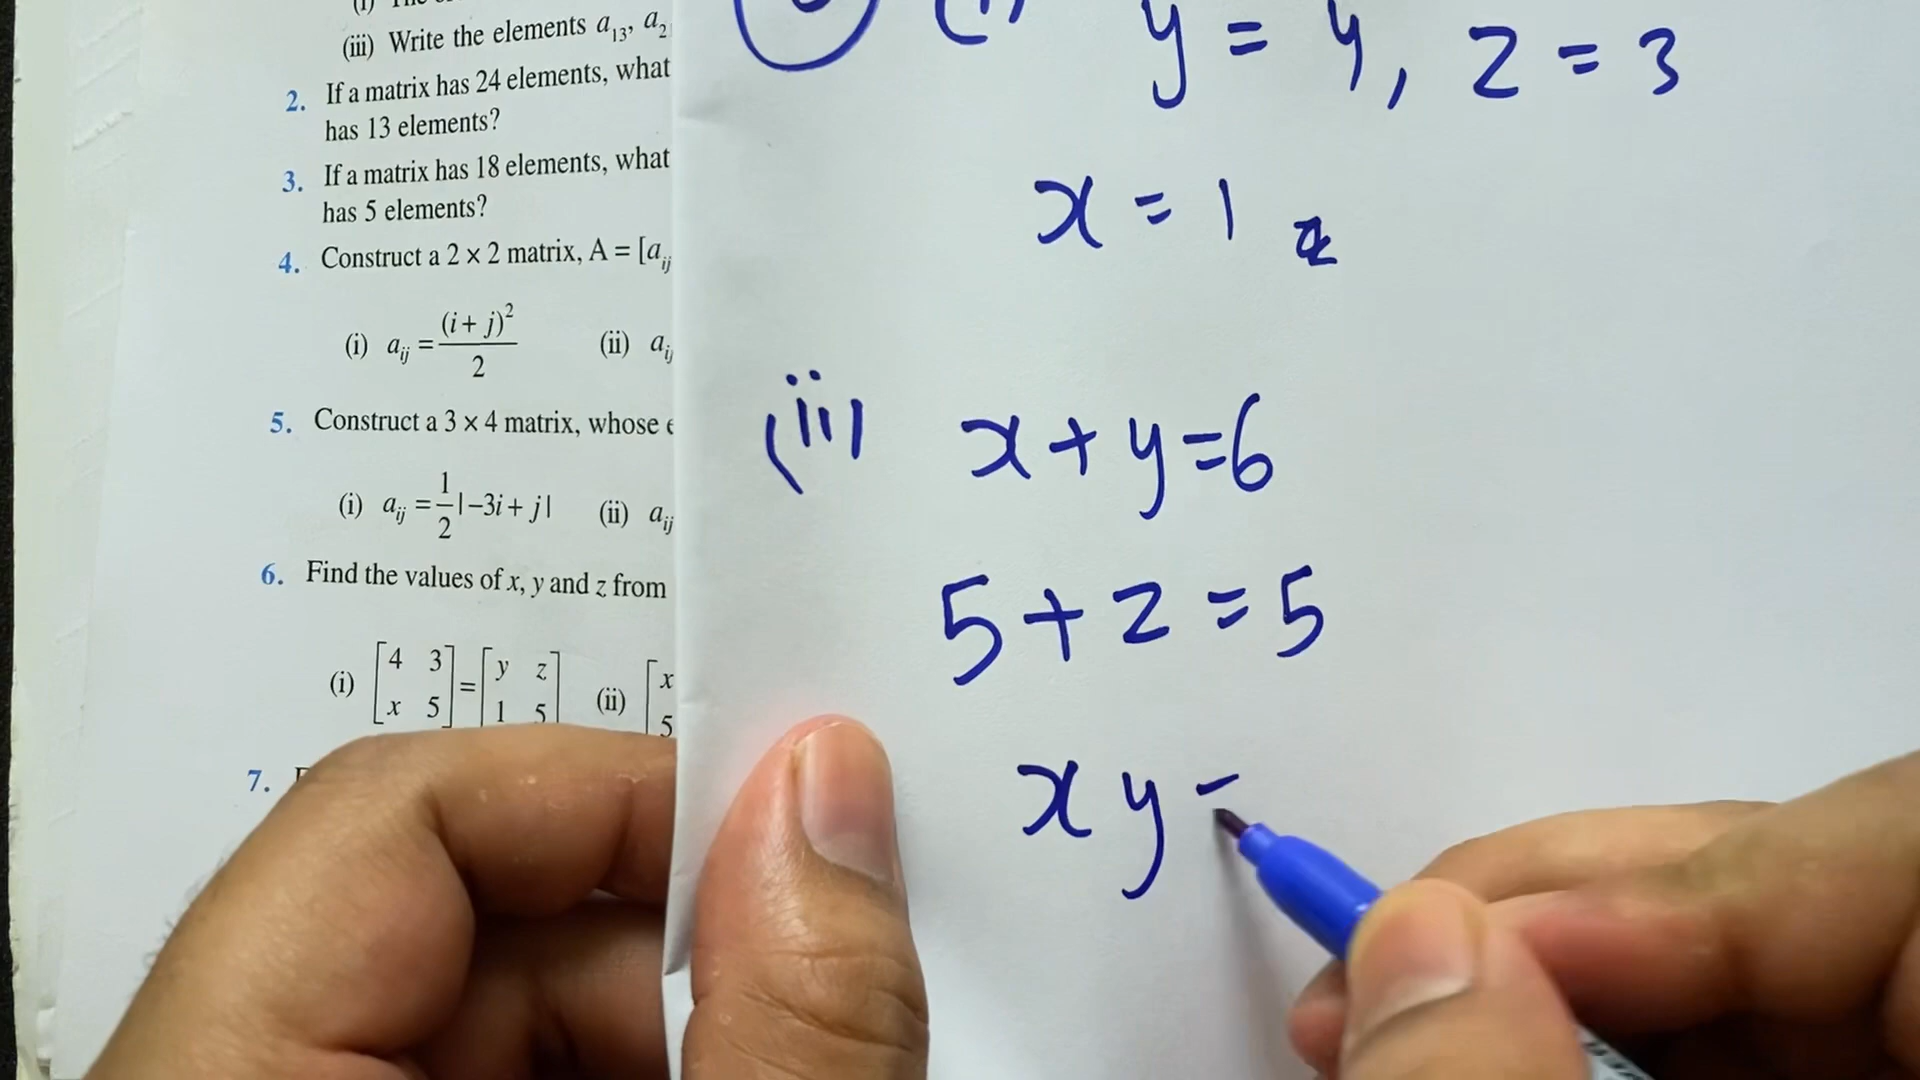 (iii) Write the elements a₁₃, a₂
2. If a matrix has 24 elements, what
has 13 elements?
3. If a matrix has 18 elements, what
has 5 elements?
4. Construct a 2 × 2 matrix, A = [aᵢⱼ
(i) aᵢⱼ = (i + j)²/2 (ii) aᵢⱼ
5. Construct a 3 × 4 matrix, whose e
(i) aᵢⱼ = 1/2 |−3i + j| (ii) aᵢⱼ
6. Find the values of x, y and z from
(i) [4 3; x 5] = [y z; 1 5] (ii) [x; 5
7.
y = 4, z = 3
x = 1
(ii) x + y = 6
5 + z = 5
x y =